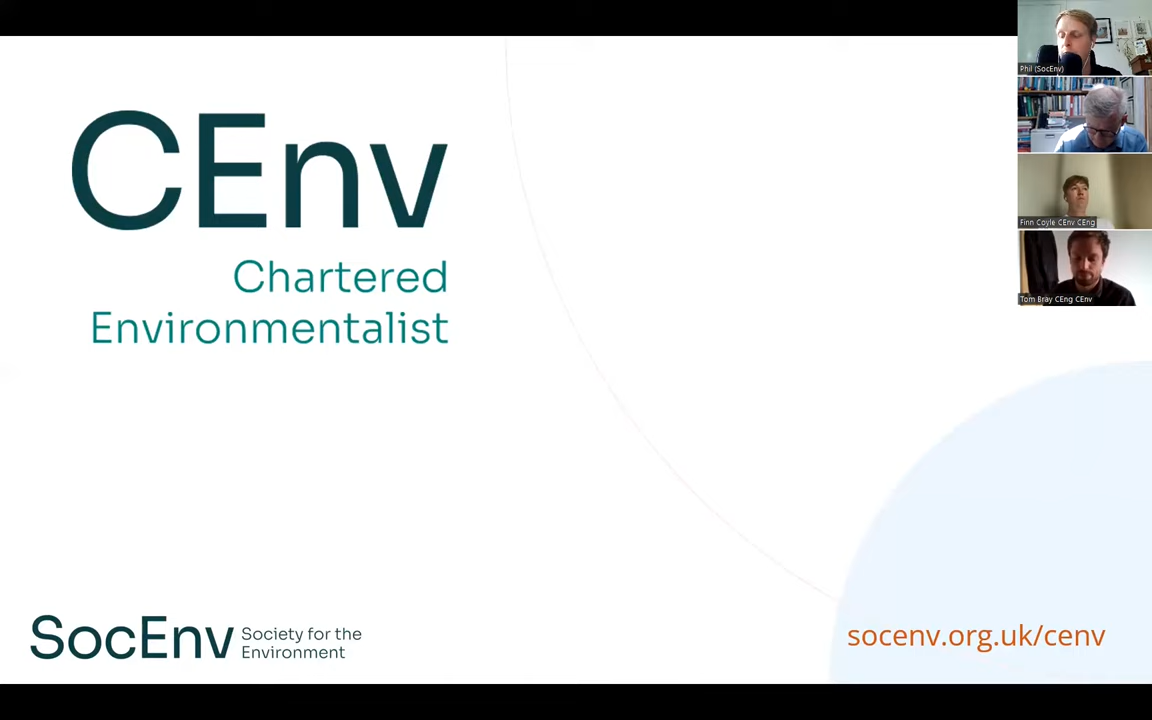 CEnv
Chartered
Environmentalist
SocEnv
Society for the
Environment
socenv.org.uk/cenv
Phil (SocEnv)
Finn Coyle CEnv CEng
Tom Bray CEng CEnv